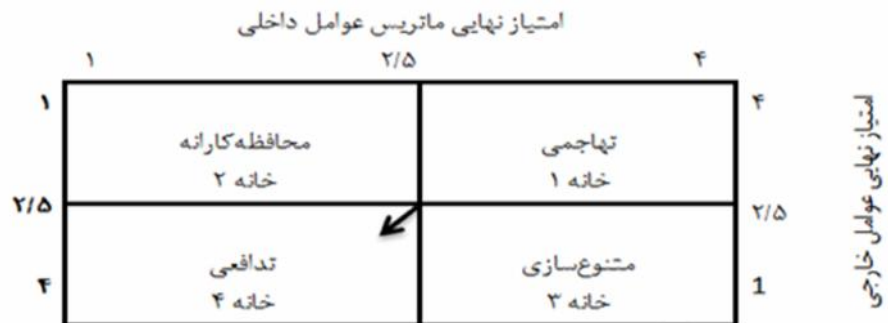 امتیاز نهایی ماتریس عوامل داخلی
۴ ۲/۵ ۱
امتیاز نهایی عوامل خارجی
۴ تهاجمی محافظه‌کارانه ۱
خانه ۱ خانه ۲
۲/۵ ۲/۵
متنوع‌سازی تدافعی
1 خانه ۳ خانه ۴ ۴